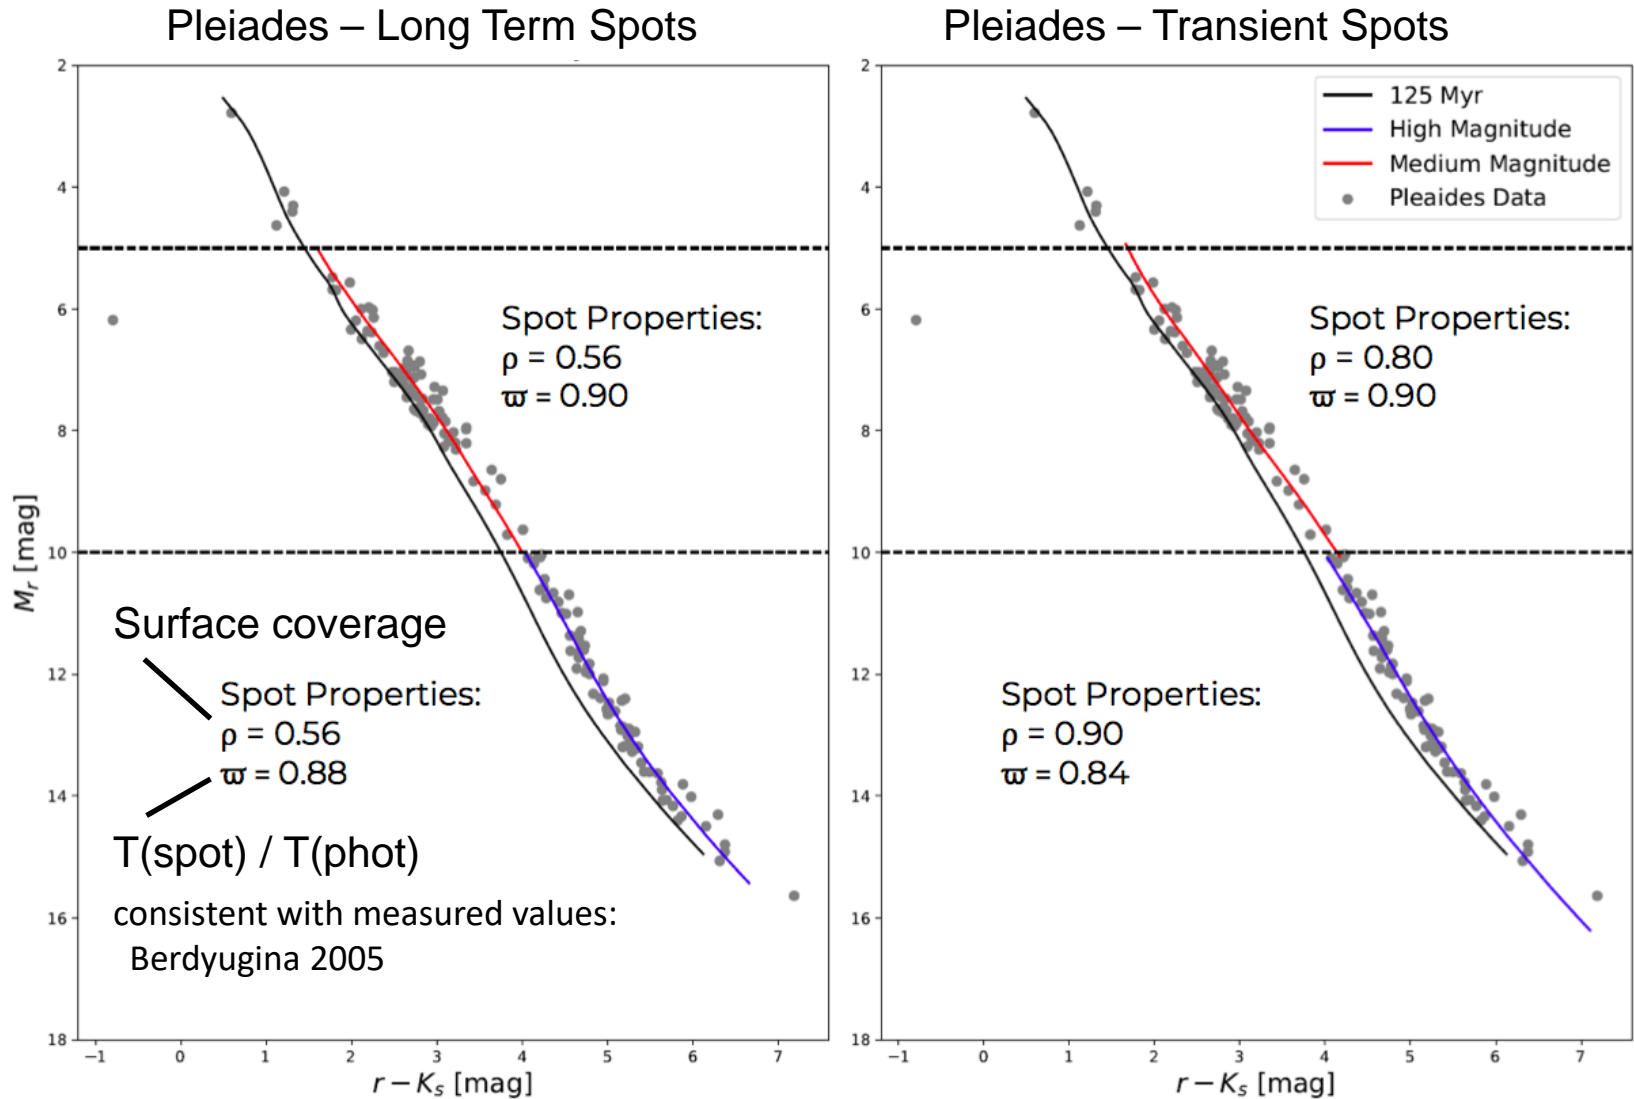 Pleiades – Long Term Spots
2
4
6
8
10
12
14
16
18
M_r [mag]
Spot Properties:
ρ = 0.56
ϖ = 0.90
Surface coverage
Spot Properties:
ρ = 0.56
ϖ = 0.88
T(spot) / T(phot)
consistent with measured values:
Berdyugina 2005
−1 0 1 2 3 4 5 6 7
r − K_s [mag]
Pleiades – Transient Spots
125 Myr
High Magnitude
Medium Magnitude
Pleaides Data
2
4
6
8
10
12
14
16
18
Spot Properties:
ρ = 0.80
ϖ = 0.90
Spot Properties:
ρ = 0.90
ϖ = 0.84
−1 0 1 2 3 4 5 6 7
r − K_s [mag]